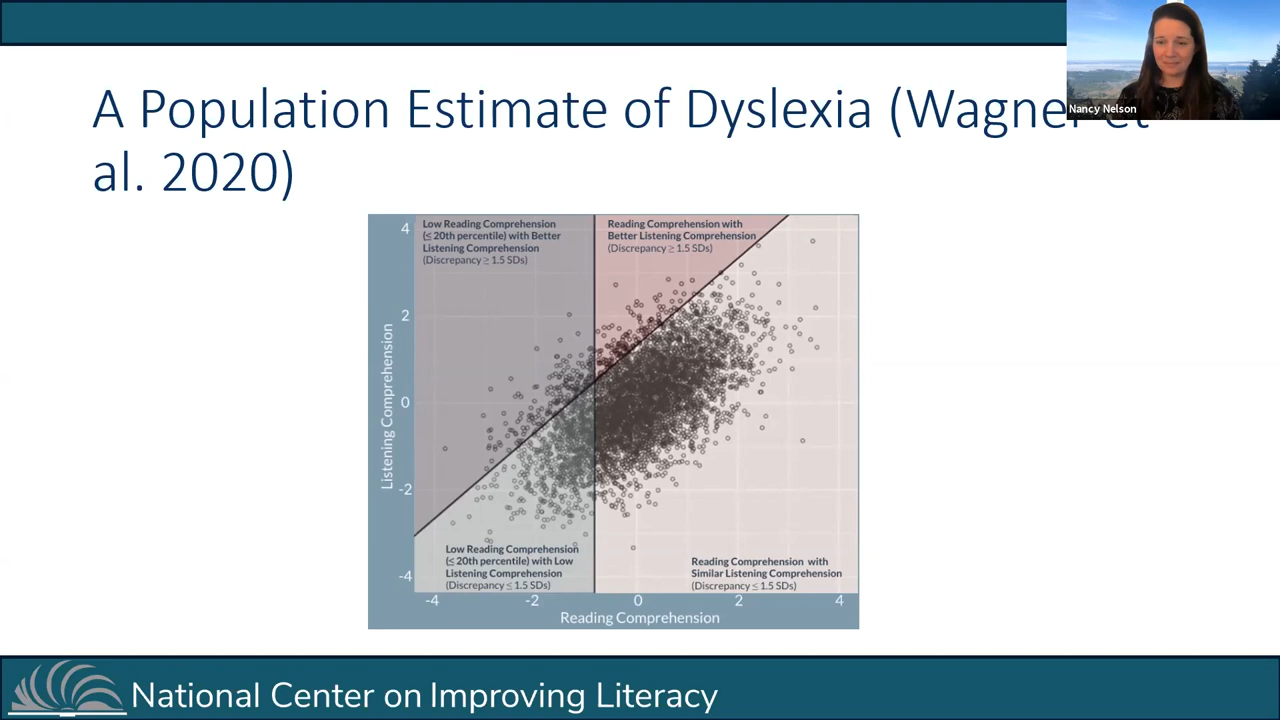 A Population Estimate of Dyslexia (Wagner et
al. 2020)
Nancy Nelson
Low Reading Comprehension
(≤ 20th percentile) with Better
Listening Comprehension
(Discrepancy ≥ 1.5 SDs)
Reading Comprehension with
Better Listening Comprehension
(Discrepancy ≥ 1.5 SDs)
4
2
0
-2
-4
Listening Comprehension
Low Reading Comprehension
(≤ 20th percentile) with Low
Listening Comprehension
(Discrepancy ≤ 1.5 SDs)
Reading Comprehension with
Similar Listening Comprehension
(Discrepancy ≤ 1.5 SDs)
-4 -2 0 2 4
Reading Comprehension
National Center on Improving Literacy